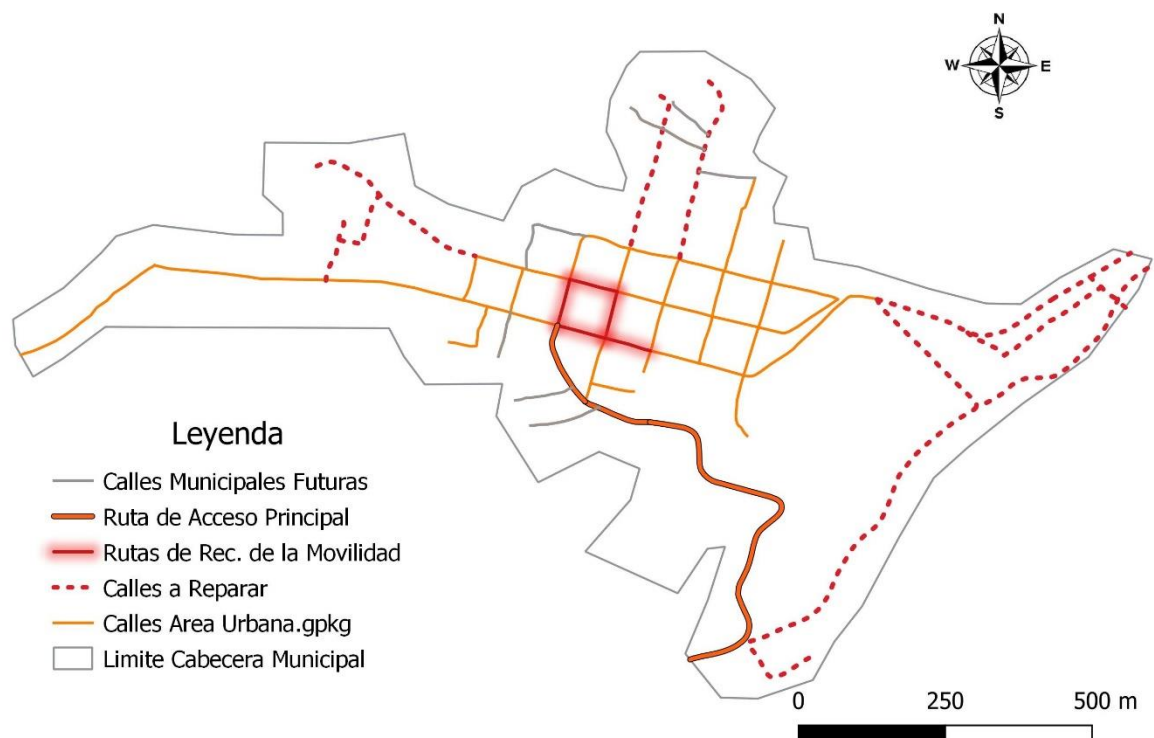 N
W E
S
Leyenda
Calles Municipales Futuras
Ruta de Acceso Principal
Rutas de Rec. de la Movilidad
Calles a Reparar
Calles Area Urbana.gpkg
Limite Cabecera Municipal
0 250 500 m